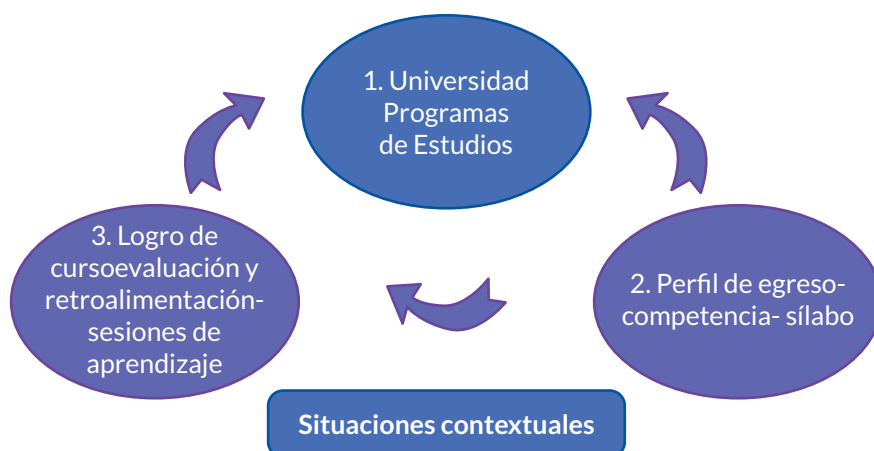 1. Universidad
Programas
de Estudios
3. Logro de
cursoevaluación y
retroalimentación-
sesiones de
aprendizaje
2. Perfil de egreso-
competencia- sílabo
Situaciones contextuales